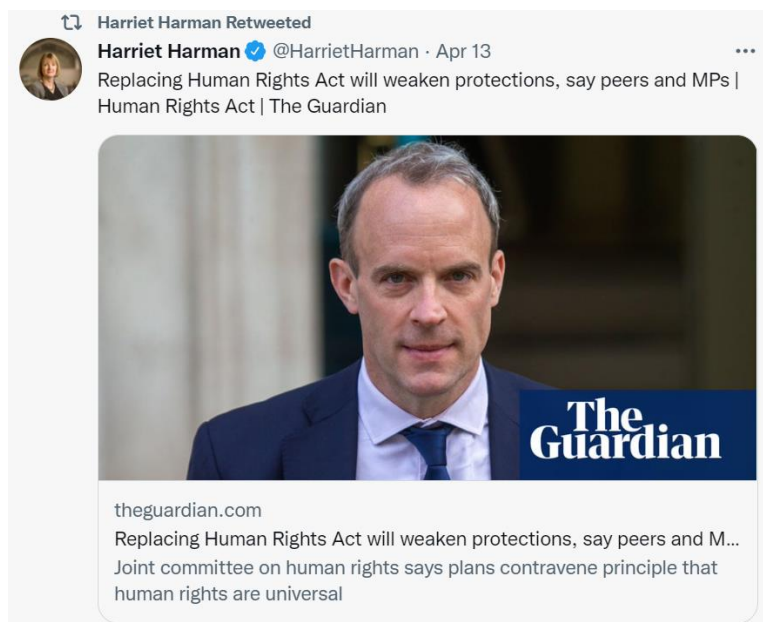 Harriet Harman Retweeted
Harriet Harman @HarrietHarman · Apr 13
Replacing Human Rights Act will weaken protections, say peers and MPs |
Human Rights Act | The Guardian
The
Guardian
theguardian.com
Replacing Human Rights Act will weaken protections, say peers and M...
Joint committee on human rights says plans contravene principle that
human rights are universal